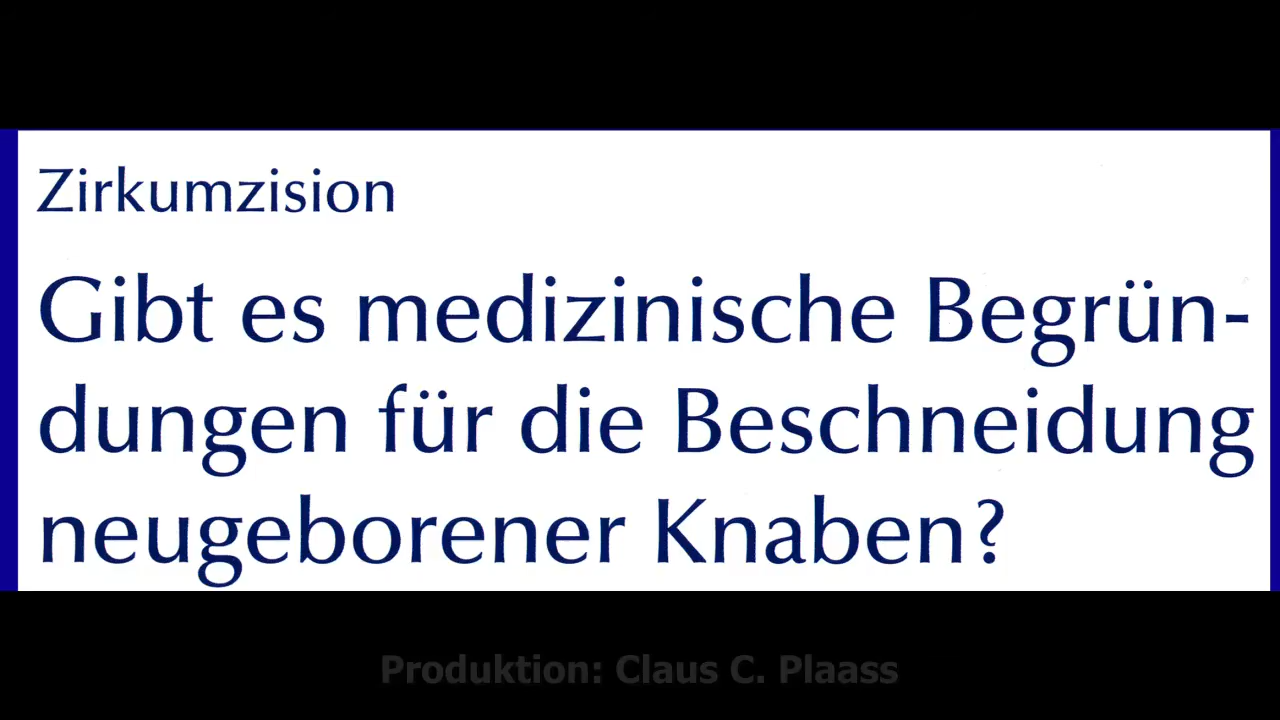 Zirkumzision
Gibt es medizinische Begrün-
dungen für die Beschneidung
neugeborener Knaben?
Produktion: Claus C. Plaass